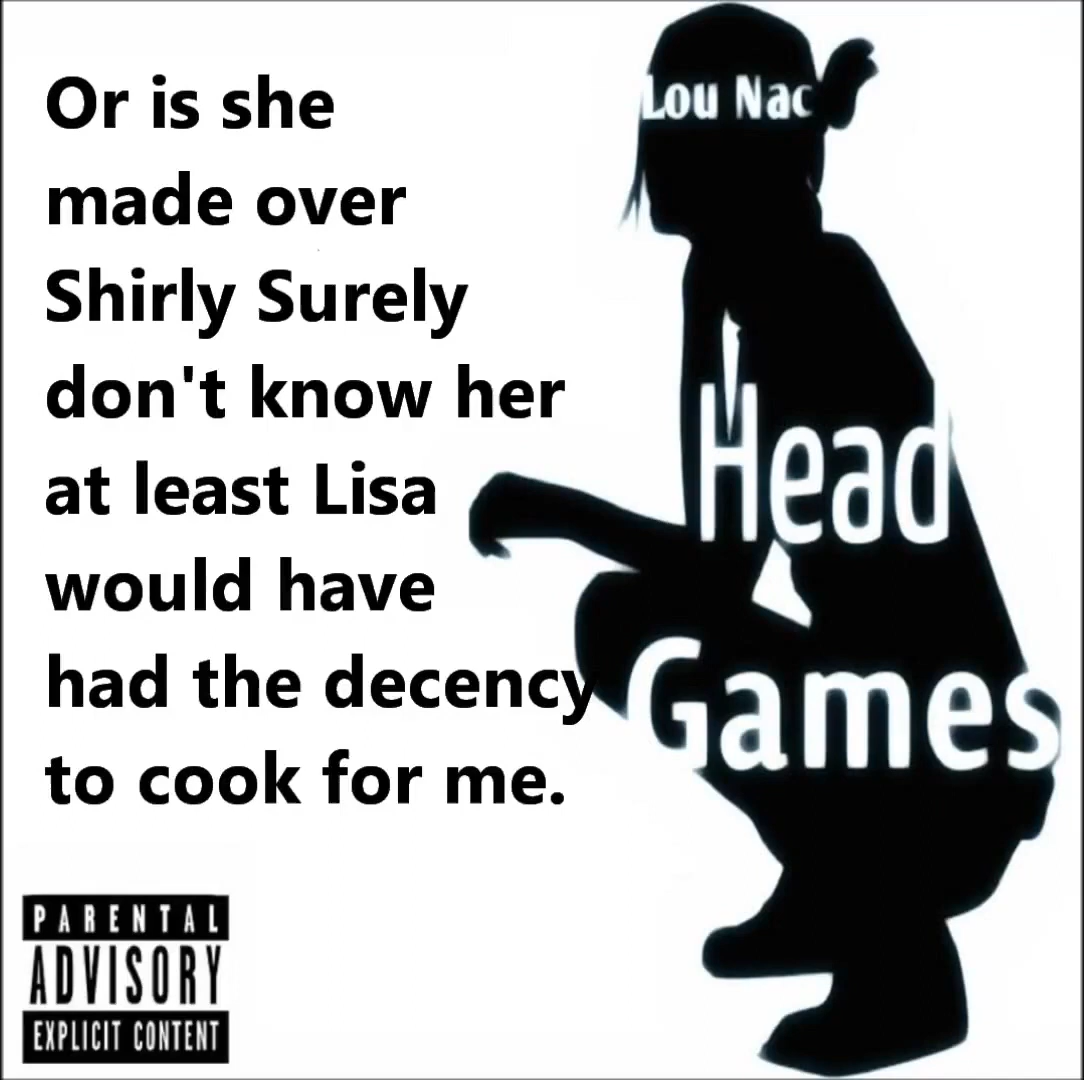 Or is she
made over
Shirly Surely
don't know her
at least Lisa
would have
had the decency
to cook for me.
Lou Nac
Head
Games
PARENTAL
ADVISORY
EXPLICIT CONTENT